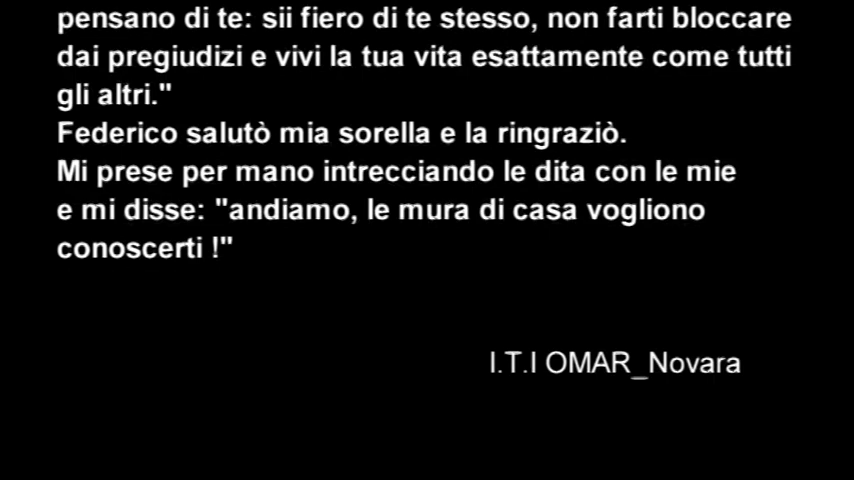 pensano di te: sii fiero di te stesso, non farti bloccare
dai pregiudizi e vivi la tua vita esattamente come tutti
gli altri."
Federico salutò mia sorella e la ringraziò.
Mi prese per mano intrecciando le dita con le mie
e mi disse: "andiamo, le mura di casa vogliono
conoscerti !"
I.T.I OMAR_Novara